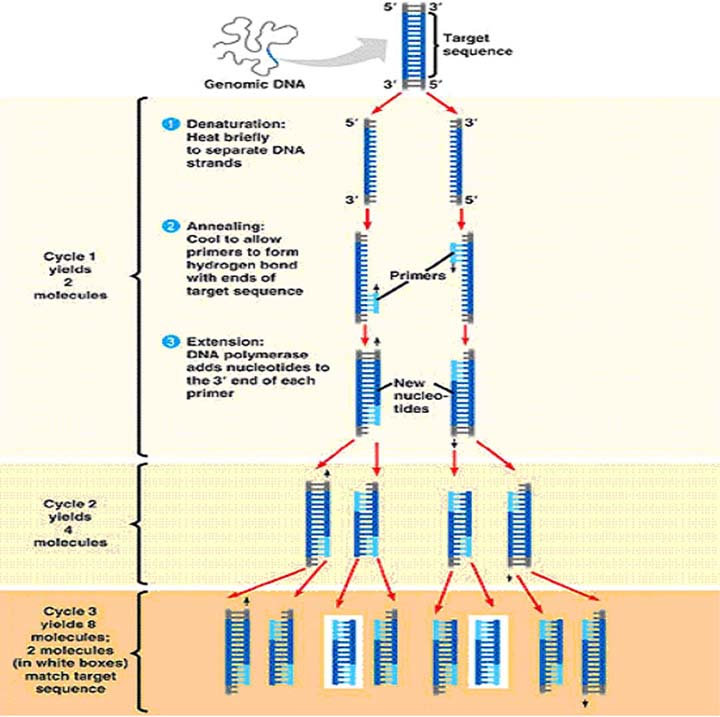 5′ 3′
Target
sequence
Genomic DNA
3′ 5′
1 Denaturation:
Heat briefly
to separate DNA
strands
5′ 3′
3′ 5′
2 Annealing:
Cool to allow
primers to form
hydrogen bond
with ends of
target sequence
Cycle 1
yields
2
molecules
Primers
3 Extension:
DNA polymerase
adds nucleotides to
the 3′ end of each
primer
New
nucleo-
tides
Cycle 2
yields
4
molecules
Cycle 3
yields 8
molecules;
2 molecules
(in white boxes)
match target
sequence